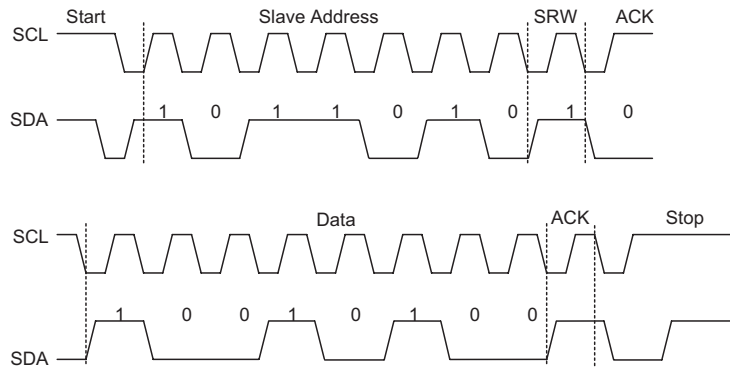 Start Slave Address SRW ACK
SCL
1 0 1 1 0 1 0 1 0
SDA
Data ACK Stop
SCL
1 0 0 1 0 1 0 0
SDA